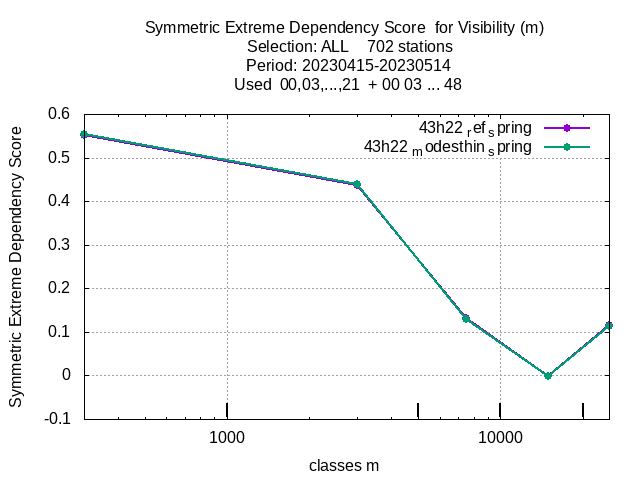 Symmetric Extreme Dependency Score for Visibility (m)
Selection: ALL 702 stations
Period: 20230415-20230514
Used 00,03,...,21 + 00 03 ... 48
43h22 ref spring
43h22 modesthin spring
Symmetric Extreme Dependency Score
0.6
0.5
0.4
0.3
0.2
0.1
0
-0.1
1000 10000
classes m